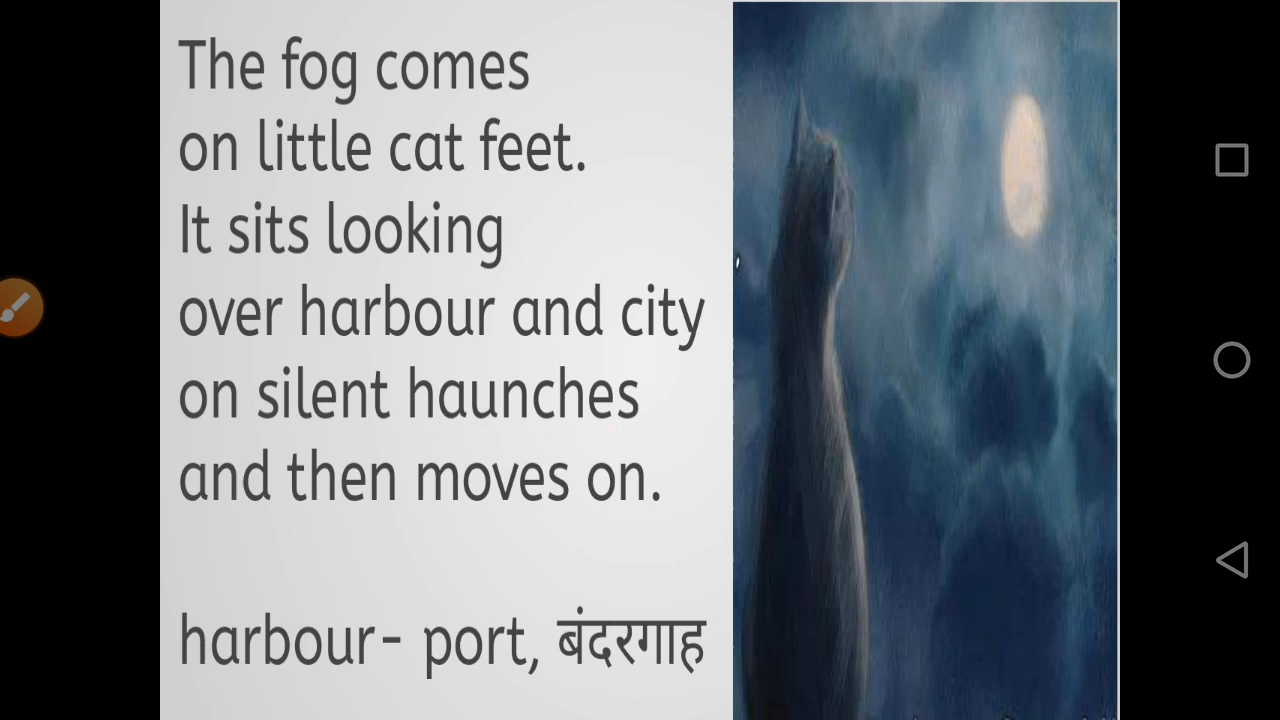 The fog comes
on little cat feet.
It sits looking
over harbour and city
on silent haunches
and then moves on.
harbour- port, बंदरगाह